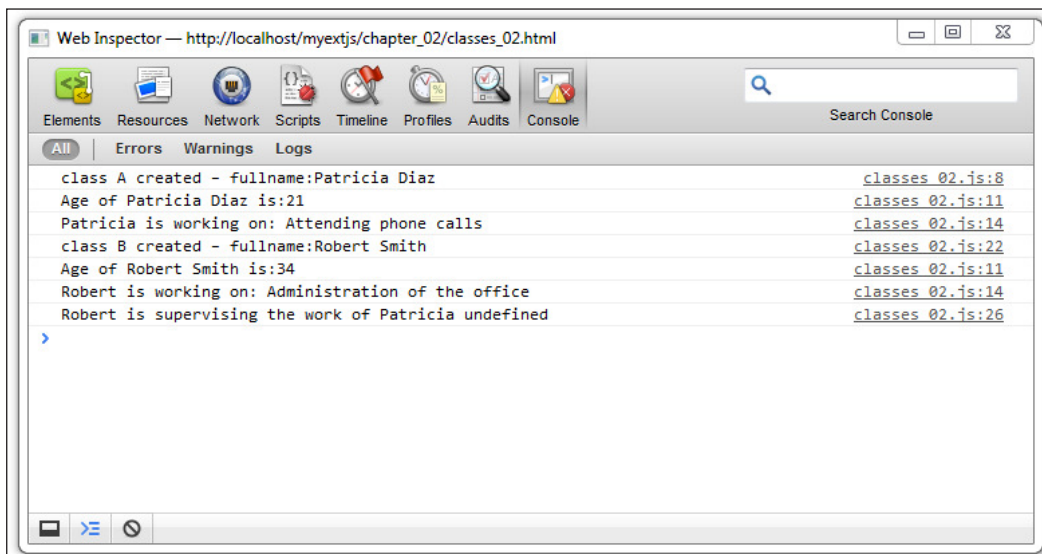 Web Inspector — http://localhost/myextjs/chapter_02/classes_02.html
Elements Resources Network Scripts Timeline Profiles Audits Console Search Console
All Errors Warnings Logs
class A created – fullname:Patricia Diaz classes_02.js:8
Age of Patricia Diaz is:21 classes_02.js:11
Patricia is working on: Attending phone calls classes_02.js:14
class B created – fullname:Robert Smith classes_02.js:22
Age of Robert Smith is:34 classes_02.js:11
Robert is working on: Administration of the office classes_02.js:14
Robert is supervising the work of Patricia undefined classes_02.js:26
>